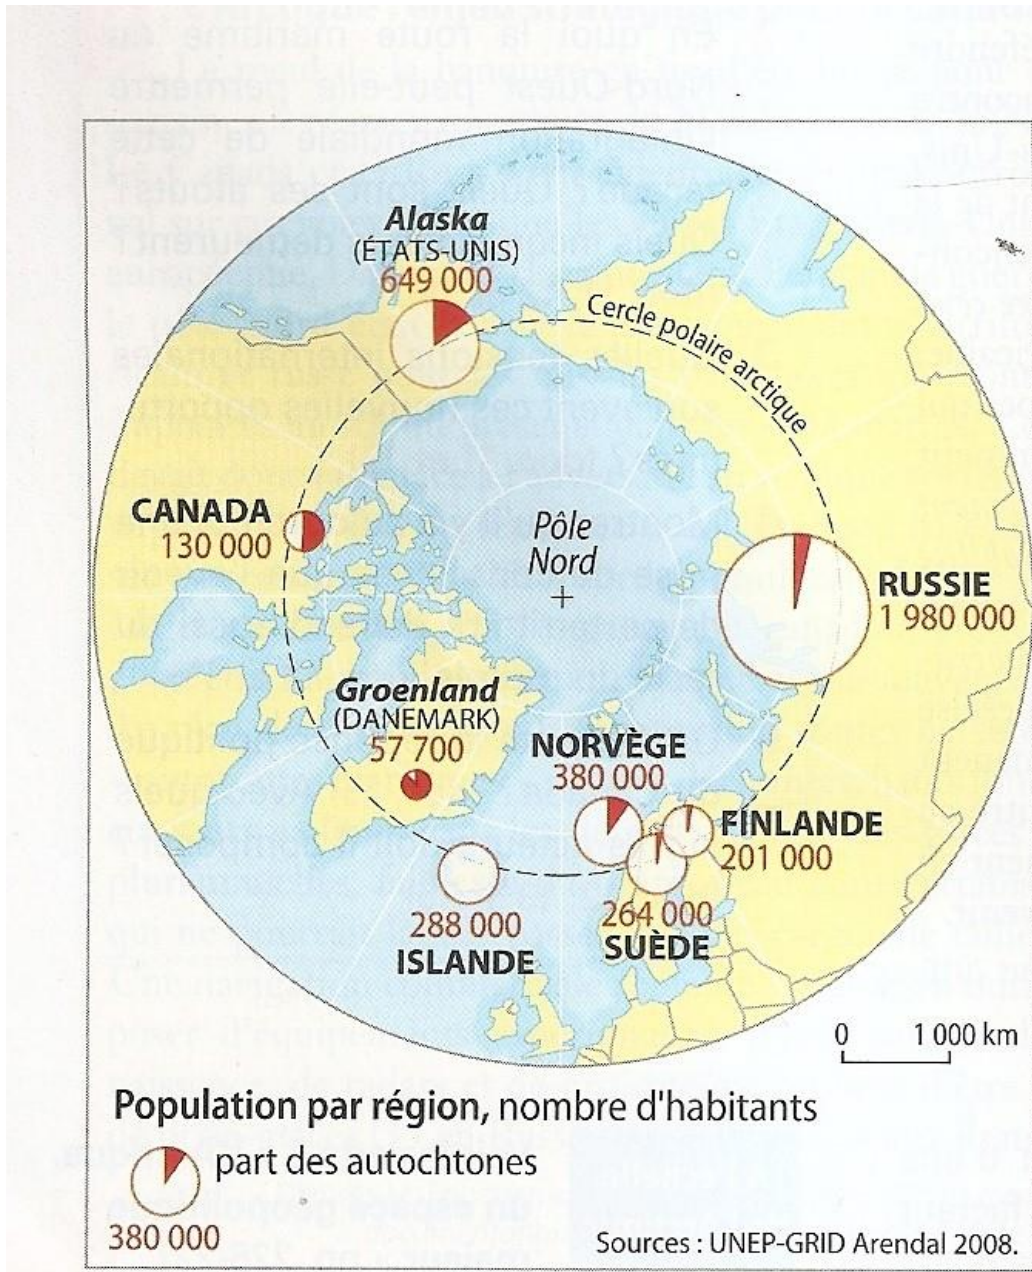 Alaska
(ÉTATS-UNIS)
649 000
Cercle polaire arctique
CANADA
130 000
Pôle
Nord
RUSSIE
1 980 000
Groenland
(DANEMARK)
57 700
NORVÈGE
380 000
FINLANDE
201 000
288 000
ISLANDE
264 000
SUÈDE
0 1 000 km
Population par région, nombre d'habitants
part des autochtones
380 000
Sources : UNEP-GRID Arendal 2008.